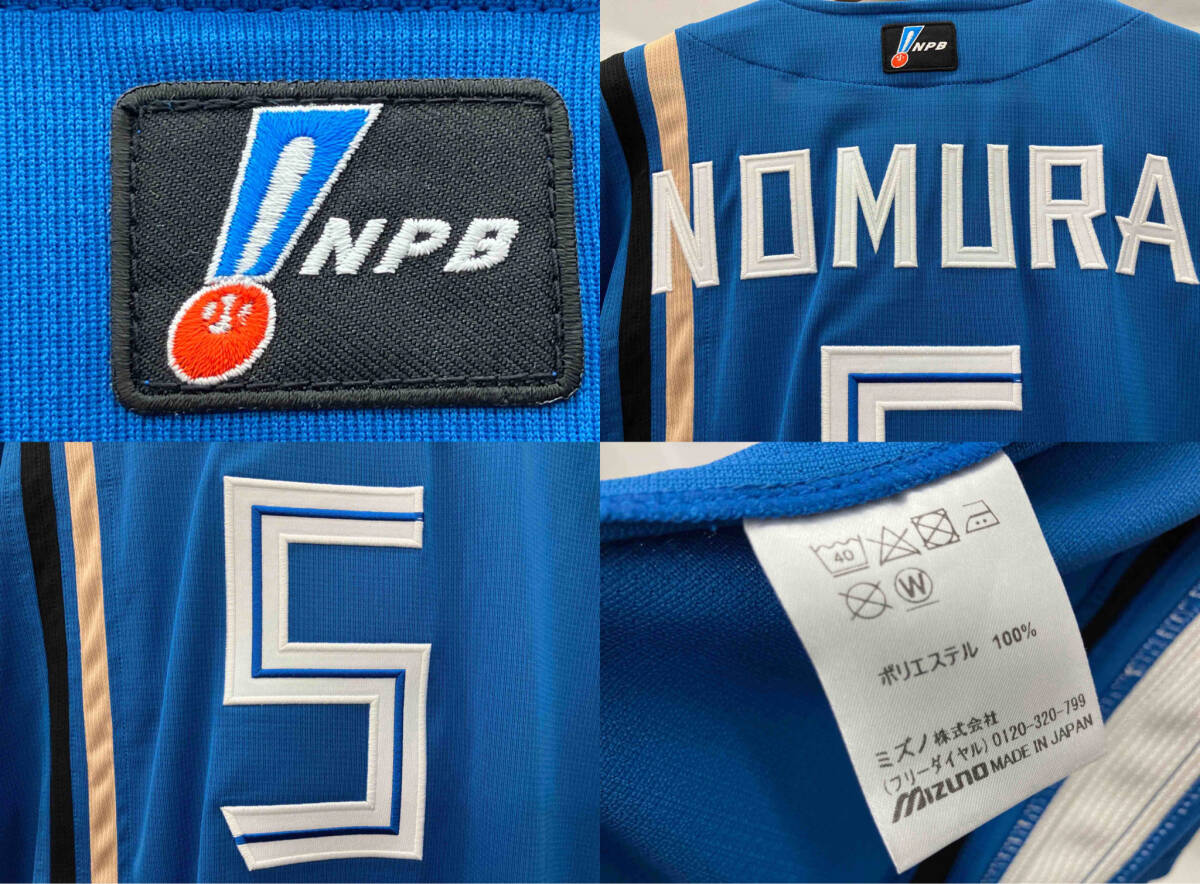 NPB
NPB
NOMURA
5
5
40
W
ポリエステル 100%
ミズノ株式会社
(フリーダイヤル) 0120-320-799
MIZUNO MADE IN JAPAN